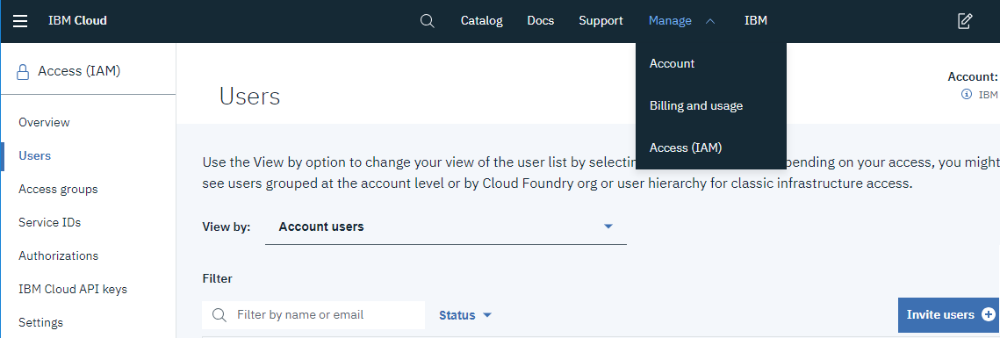 IBM Cloud
Catalog
Docs
Support
Manage
IBM
Account
Billing and usage
Access (IAM)
Access (IAM)
Overview
Users
Access groups
Service IDs
Authorizations
IBM Cloud API keys
Settings
Users
Account:
IBM
Use the View by option to change your view of the user list by selectin pending on your access, you might
see users grouped at the account level or by Cloud Foundry org or user hierarchy for classic infrastructure access.
View by: Account users
Filter
Filter by name or email
Status
Invite users